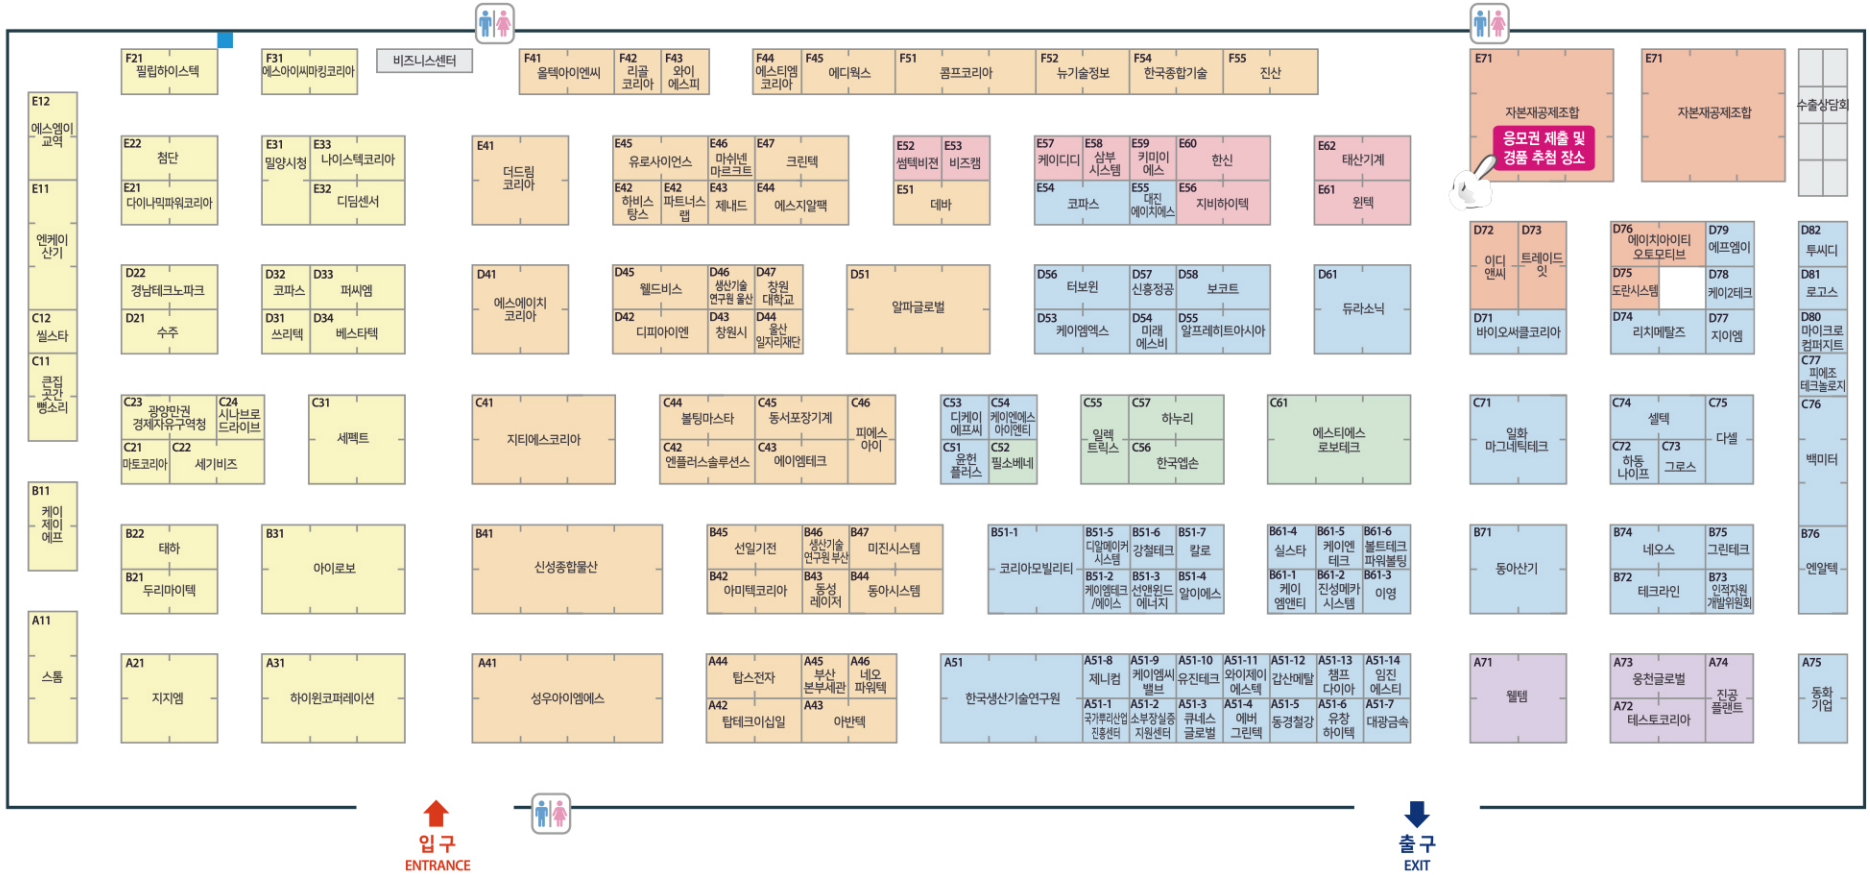 F21
필립하이스텍
F31
에스아이씨마킹코리아
비즈니스센터
F41
올텍아이엔씨
F42
리골
코리아
F43
와이
에스피
F44
에스티엠
코리아
F45
에디웍스
F51
콤프코리아
F52
뉴기술정보
F54
한국종합기술
F55
진산
E71
자본재공제조합
응모권 제출 및
경품 추첨 장소
E71
자본재공제조합
수출상담회
E12
에스엠이
교역
E11
엔케이
산기
C12
씰스타
C11
큰집
곳간
뻥소리
B11
케이
제이
에프
A11
스톰
E22
첨단
E21
다이나믹파워코리아
E31
밀양시청
E33
나이스텍코리아
E32
디딤센서
E41
더드림
코리아
E45
유로사이언스
E46
마쉬넨
마르크트
E47
크린텍
E42
하비스
탕스
E42
파트너스
랩
E43
제내드
E44
에스지알팩
E52
썸텍비젼
E53
비즈캠
E51
데바
E57
케이디디
E58
삼부
시스템
E59
키미이
에스
E60
한신
E54
코파스
E55
대진
에이치에스
E56
지비하이텍
E62
태산기계
E61
윈텍
D22
경남테크노파크
D21
수주
D32
코파스
D33
퍼씨엠
D31
쓰리텍
D34
베스타텍
D41
에스에이치
코리아
D45
웰드비스
D46
생산기술
연구원 울산
D47
창원
대학교
D42
디피아이엔
D43
창원시
D44
울산
일자리재단
D51
알파글로벌
D56
터보윈
D57
신흥정공
D58
보코트
D53
케이엠엑스
D54
미래
에스비
D55
알프레히트아시아
D61
듀라소닉
D72
이디
앤씨
D73
트레이드
잇
D71
바이오써클코리아
D76
에이치아이티
오토모티브
D79
에프엠이
D75
도란시스템
D78
케이2테크
D74
리치메탈즈
D77
지이엠
D82
투씨디
D81
로고스
D80
마이크로
컴퍼지트
C77
피에조
테크놀로지
C76
백미터
B76
엔알텍
C23
광양만권
경제자유구역청
C24
시나브로
드라이브
C21
마토코리아
C22
세기비즈
C31
세펙트
C41
지티에스코리아
C44
볼팅마스타
C45
동서포장기계
C46
피에스
아이
C42
엔플러스솔루션스
C43
에이엠테크
C53
디케이
에프씨
C54
케이엔에스
아이엔티
C51
윤헌
플러스
C52
필소베네
C55
일렉
트릭스
C57
하누리
C56
한국엡손
C61
에스티에스
로보테크
C71
일화
마그네틱테크
C74
셀텍
C75
다셀
C72
하동
나이프
C73
그로스
B22
태하
B21
두리마이텍
B31
아이로보
B41
신성종합물산
B45
선일기전
B46
생산기술
연구원 부산
B47
미진시스템
B42
아미텍코리아
B43
동성
레이저
B44
동아시스템
B51-1
코리아모빌리티
B51-5
디알메이커
시스템
B51-6
강철테크
B51-7
칼로
B51-2
케이엠테크
/에이스
B51-3
선앤윈드
에너지
B51-4
알이에스
B61-4
실스타
B61-5
케이엔
테크
B61-6
볼트테크
파워볼팅
B61-1
케이
엠앤티
B61-2
진성메카
시스템
B61-3
이영
B71
동아산기
B74
네오스
B75
그린테크
B72
테크라인
B73
인적자원
개발위원회
A21
지지엠
A31
하이윈코퍼레이션
A41
성우아이엠에스
A44
탑스전자
A45
부산
본부세관
A46
네오
파워텍
A42
탑테크이십일
A43
아반텍
A51
한국생산기술연구원
A51-8
제니컴
A51-9
케이엠씨
밸브
A51-10
유진테크
A51-11
와이제이
에스텍
A51-12
갑산메탈
A51-13
챔프
다이아
A51-14
임진
에스티
A51-1
국가뿌리산업
진흥센터
A51-2
소부장실증
지원센터
A51-3
큐네스
글로벌
A51-4
에버
그린텍
A51-5
동경철강
A51-6
유창
하이텍
A51-7
대광금속
A71
웰템
A73
웅천글로벌
A74
진공
플랜트
A72
테스토코리아
A75
동화
기업
입구
ENTRANCE
출구
EXIT